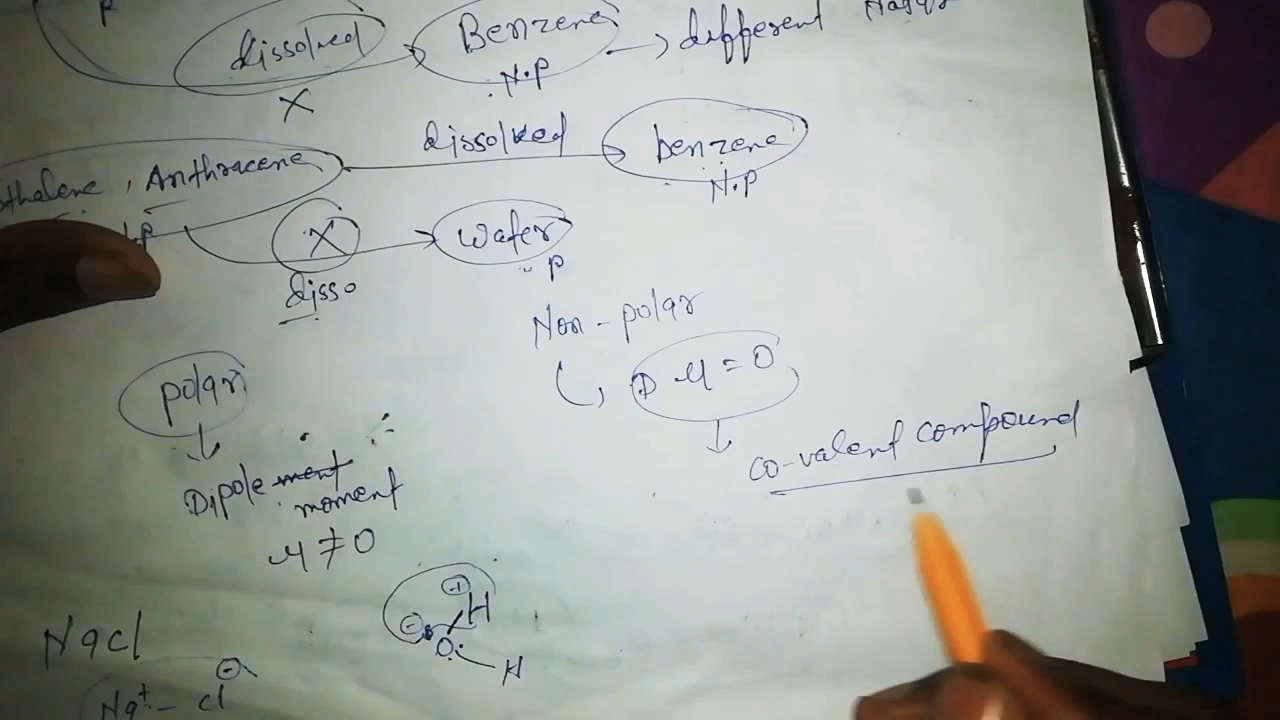 P
dissolved Benzene → different
N.P
X
dissolved benzene
, Anthracene N.P
X water
disso P
Non-polar
polar D μ = 0
Dipole ment co-valent compound
moment
μ ≠ 0
⊕
⊖ H
NaCl O
H
⊖
Na+ - Cl